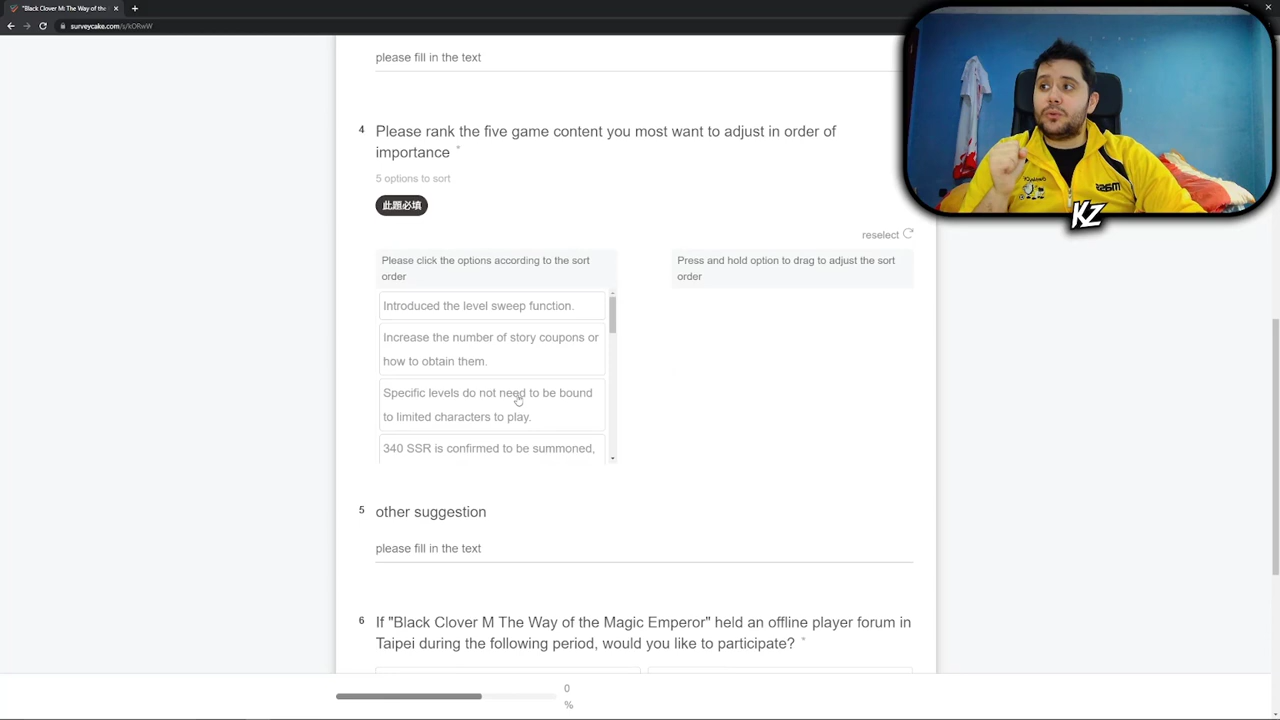 "Black Clover M: The Way of the
surveycake.com/s/kORwW
please fill in the text
4 Please rank the five game content you most want to adjust in order of
importance *
5 options to sort
此題必填
reselect
Please click the options according to the sort
order
Press and hold option to drag to adjust the sort
order
Introduced the level sweep function.
Increase the number of story coupons or
how to obtain them.
Specific levels do not need to be bound
to limited characters to play.
340 SSR is confirmed to be summoned,
5 other suggestion
please fill in the text
6 If "Black Clover M The Way of the Magic Emperor" held an offline player forum in
Taipei during the following period, would you like to participate? *
0
%
KZ